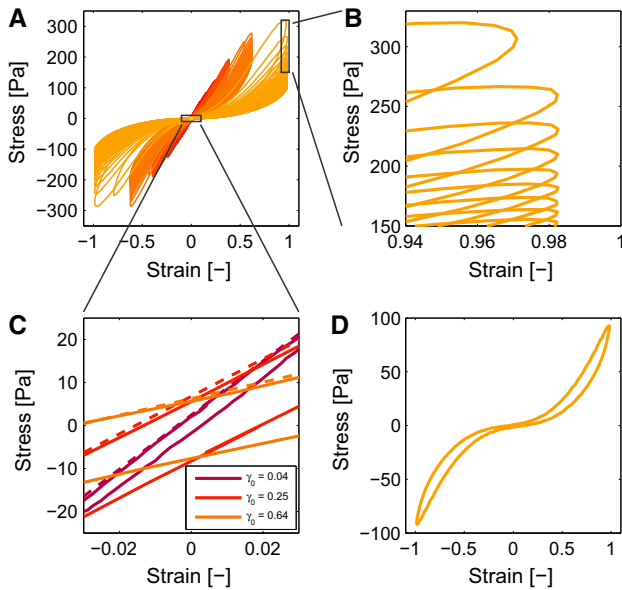 A
Stress [Pa]
300
200
100
0
−100
−200
−300
−1
−0.5
0
0.5
1
Strain [−]
B
Stress [Pa]
300
250
200
150
0.94
0.96
0.98
1
Strain [−]
C
Stress [Pa]
20
10
0
−10
−20
−0.02
0
0.02
Strain [−]
γ₀ = 0.04
γ₀ = 0.25
γ₀ = 0.64
D
Stress [Pa]
100
50
0
−50
−100
−1
−0.5
0
0.5
1
Strain [−]